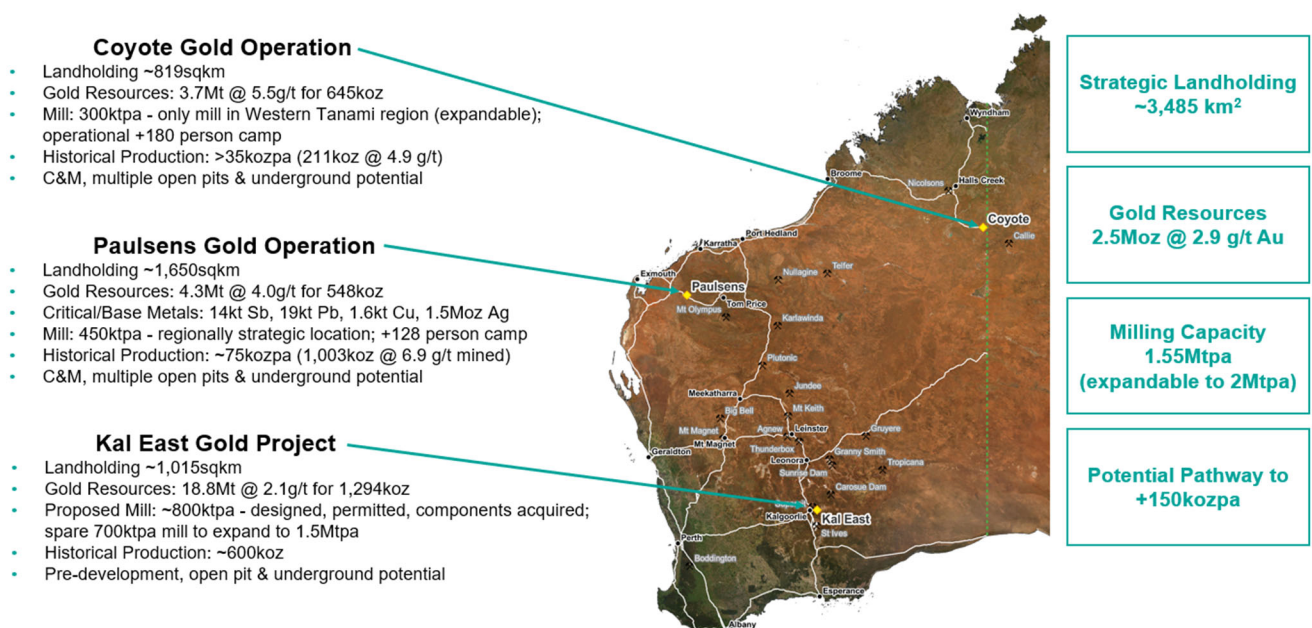 Coyote Gold Operation
• Landholding ~819sqkm
• Gold Resources: 3.7Mt @ 5.5g/t for 645koz
• Mill: 300ktpa - only mill in Western Tanami region (expandable);
operational +180 person camp
• Historical Production: >35kozpa (211koz @ 4.9 g/t)
• C&M, multiple open pits & underground potential
Paulsens Gold Operation
• Landholding ~1,650sqkm
• Gold Resources: 4.3Mt @ 4.0g/t for 548koz
• Critical/Base Metals: 14kt Sb, 19kt Pb, 1.6kt Cu, 1.5Moz Ag
• Mill: 450ktpa - regionally strategic location; +128 person camp
• Historical Production: ~75kozpa (1,003koz @ 6.9 g/t mined)
• C&M, multiple open pits & underground potential
Kal East Gold Project
• Landholding ~1,015sqkm
• Gold Resources: 18.8Mt @ 2.1g/t for 1,294koz
• Proposed Mill: ~800ktpa - designed, permitted, components acquired;
spare 700ktpa mill to expand to 1.5Mtpa
• Historical Production: ~600koz
• Pre-development, open pit & underground potential
Wyndham
Broome
Nicolsons
Halls Creek
Coyote
Callie
Port Hedland
Karratha
Exmouth
Nullagine
Telfer
Paulsens
Tom Price
Mt Olympus
Karlawinda
Plutonic
Jundee
Meekatharra
Mt Keith
Big Bell
Agnew
Leinster
Gruyere
Mt Magnet
Mt Magnet
Thunderbox
Geraldton
Leonora
Granny Smith
Sunrise Dam
Tropicana
Carosue Dam
Kalgoorlie
Kal East
St Ives
Perth
Boddington
Esperance
Albany
Strategic Landholding
~3,485 km²
Gold Resources
2.5Moz @ 2.9 g/t Au
Milling Capacity
1.55Mtpa
(expandable to 2Mtpa)
Potential Pathway to
+150kozpa